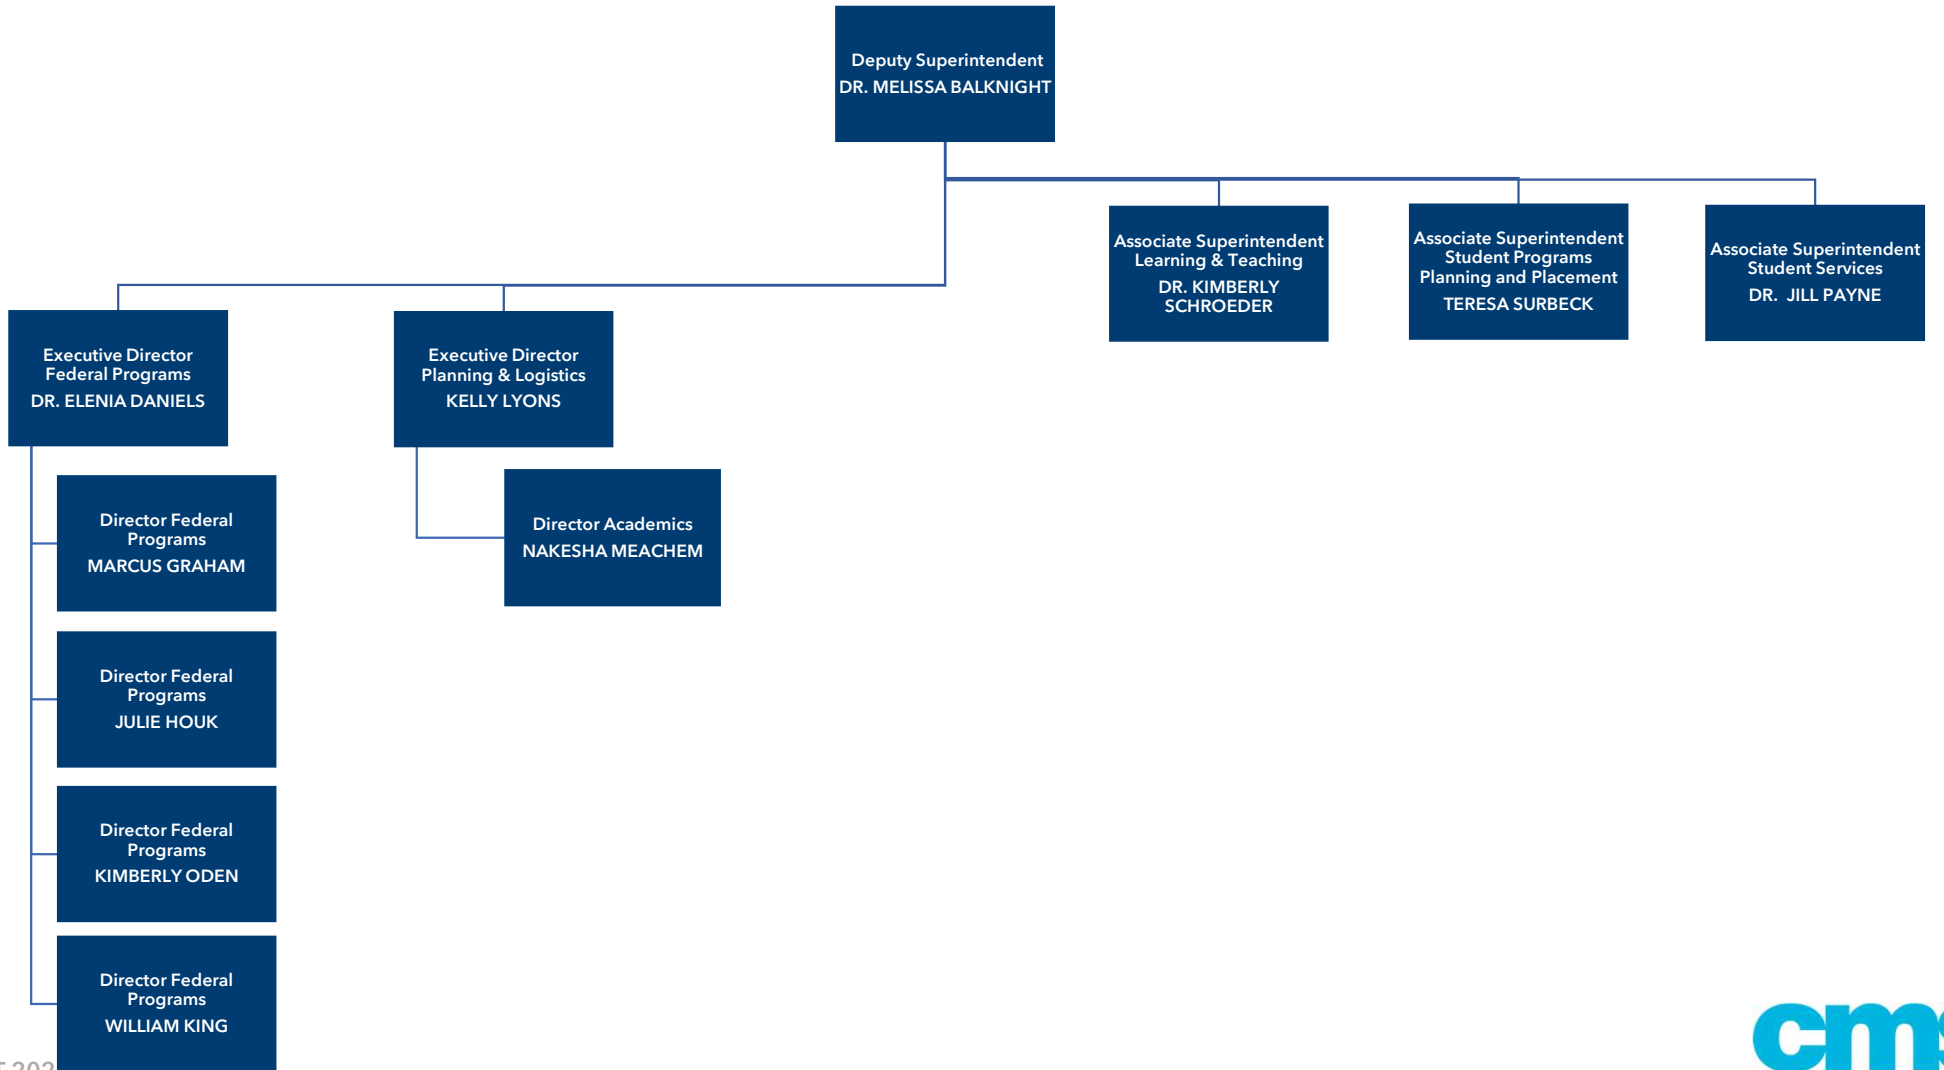 Deputy Superintendent
DR. MELISSA BALKNIGHT
Associate Superintendent
Learning & Teaching
DR. KIMBERLY
SCHROEDER
Associate Superintendent
Student Programs
Planning and Placement
TERESA SURBECK
Associate Superintendent
Student Services
DR. JILL PAYNE
Executive Director
Federal Programs
DR. ELENIA DANIELS
Executive Director
Planning & Logistics
KELLY LYONS
Director Federal
Programs
MARCUS GRAHAM
Director Academics
NAKESHA MEACHEM
Director Federal
Programs
JULIE HOUK
Director Federal
Programs
KIMBERLY ODEN
Director Federal
Programs
WILLIAM KING
cms